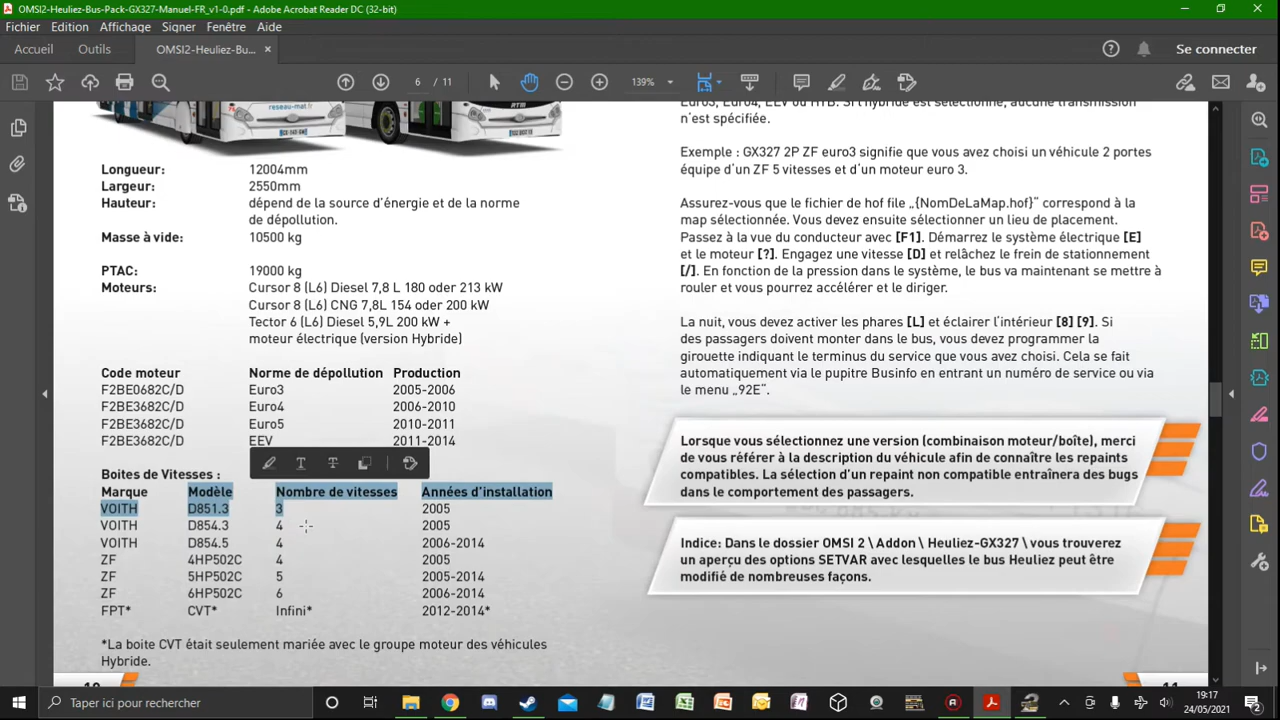 OMSI2-Heuliez-Bus-Pack-GX327-Manuel-FR_v1-0.pdf - Adobe Acrobat Reader DC (32-bit)
Fichier Edition Affichage Signer Fenêtre Aide
Accueil Outils OMSI2-Heuliez-Bu... × Se connecter
6 / 11 139%
reseau-mat.fr
RTM
Longueur: 12004mm
Largeur: 2550mm
Hauteur: dépend de la source d'énergie et de la norme
de dépollution.
Masse à vide: 10500 kg
PTAC: 19000 kg
Moteurs: Cursor 8 (L6) Diesel 7,8 L 180 oder 213 kW
Cursor 8 (L6) CNG 7,8L 154 oder 200 kW
Tector 6 (L6) Diesel 5,9L 200 kW +
moteur électrique (version Hybride)
Code moteur Norme de dépollution Production
F2BE0682C/D Euro3 2005-2006
F2BE3682C/D Euro4 2006-2010
F2BE3682C/D Euro5 2010-2011
F2BE3682C/D EEV 2011-2014
Boites de Vitesses :
Marque Modèle Nombre de vitesses Années d'installation
VOITH D851.3 3 2005
VOITH D854.3 4 2005
VOITH D854.5 4 2006-2014
ZF 4HP502C 4 2005
ZF 5HP502C 5 2005-2014
ZF 6HP502C 6 2006-2014
FPT* CVT* Infini* 2012-2014*
*La boite CVT était seulement mariée avec le groupe moteur des véhicules
Hybride.
10
Euro3, Euro4, EEV ou HYB. Si hybride est sélectionné, aucune transmission
n'est spécifiée.
Exemple : GX327 2P ZF euro3 signifie que vous avez choisi un véhicule 2 portes
équipe d'un ZF 5 vitesses et d'un moteur euro 3.
Assurez-vous que le fichier de hof file „{NomDeLaMap.hof}" correspond à la
map sélectionnée. Vous devez ensuite sélectionner un lieu de placement.
Passez à la vue du conducteur avec [F1]. Démarrez le système électrique [E]
et le moteur [?]. Engagez une vitesse [D] et relâchez le frein de stationnement
[/]. En fonction de la pression dans le système, le bus va maintenant se mettre à
rouler et vous pourrez accélérer et le diriger.
La nuit, vous devez activer les phares [L] et éclairer l'intérieur [8] [9]. Si
des passagers doivent monter dans le bus, vous devez programmer la
girouette indiquant le terminus du service que vous avez choisi. Cela se fait
automatiquement via le pupitre Businfo en entrant un numéro de service ou via
le menu „92E".
Lorsque vous sélectionnez une version (combinaison moteur/boîte), merci
de vous référer à la description du véhicule afin de connaître les repaints
compatibles. La sélection d'un repaint non compatible entraînera des bugs
dans le comportement des passagers.
Indice: Dans le dossier OMSI 2 \ Addon \ Heuliez-GX327 \ vous trouverez
un aperçu des options SETVAR avec lesquelles le bus Heuliez peut être
modifié de nombreuses façons.
11
Taper ici pour rechercher
19:17
24/05/2021